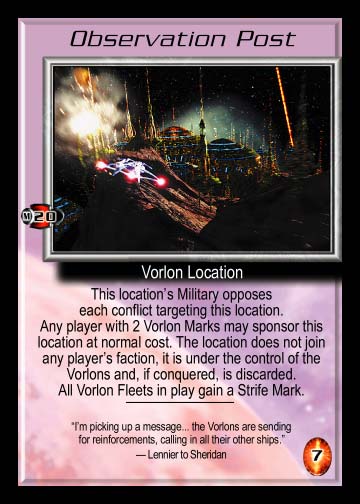 Observation Post
M 20
Vorlon Location
This location's Military opposes
each conflict targeting this location.
Any player with 2 Vorlon Marks may sponsor this
location at normal cost. The location does not join
any player's faction, it is under the control of the
Vorlons and, if conquered, is discarded.
All Vorlon Fleets in play gain a Strife Mark.
"I'm picking up a message... the Vorlons are sending
for reinforcements, calling in all their other ships."
— Lennier to Sheridan
7